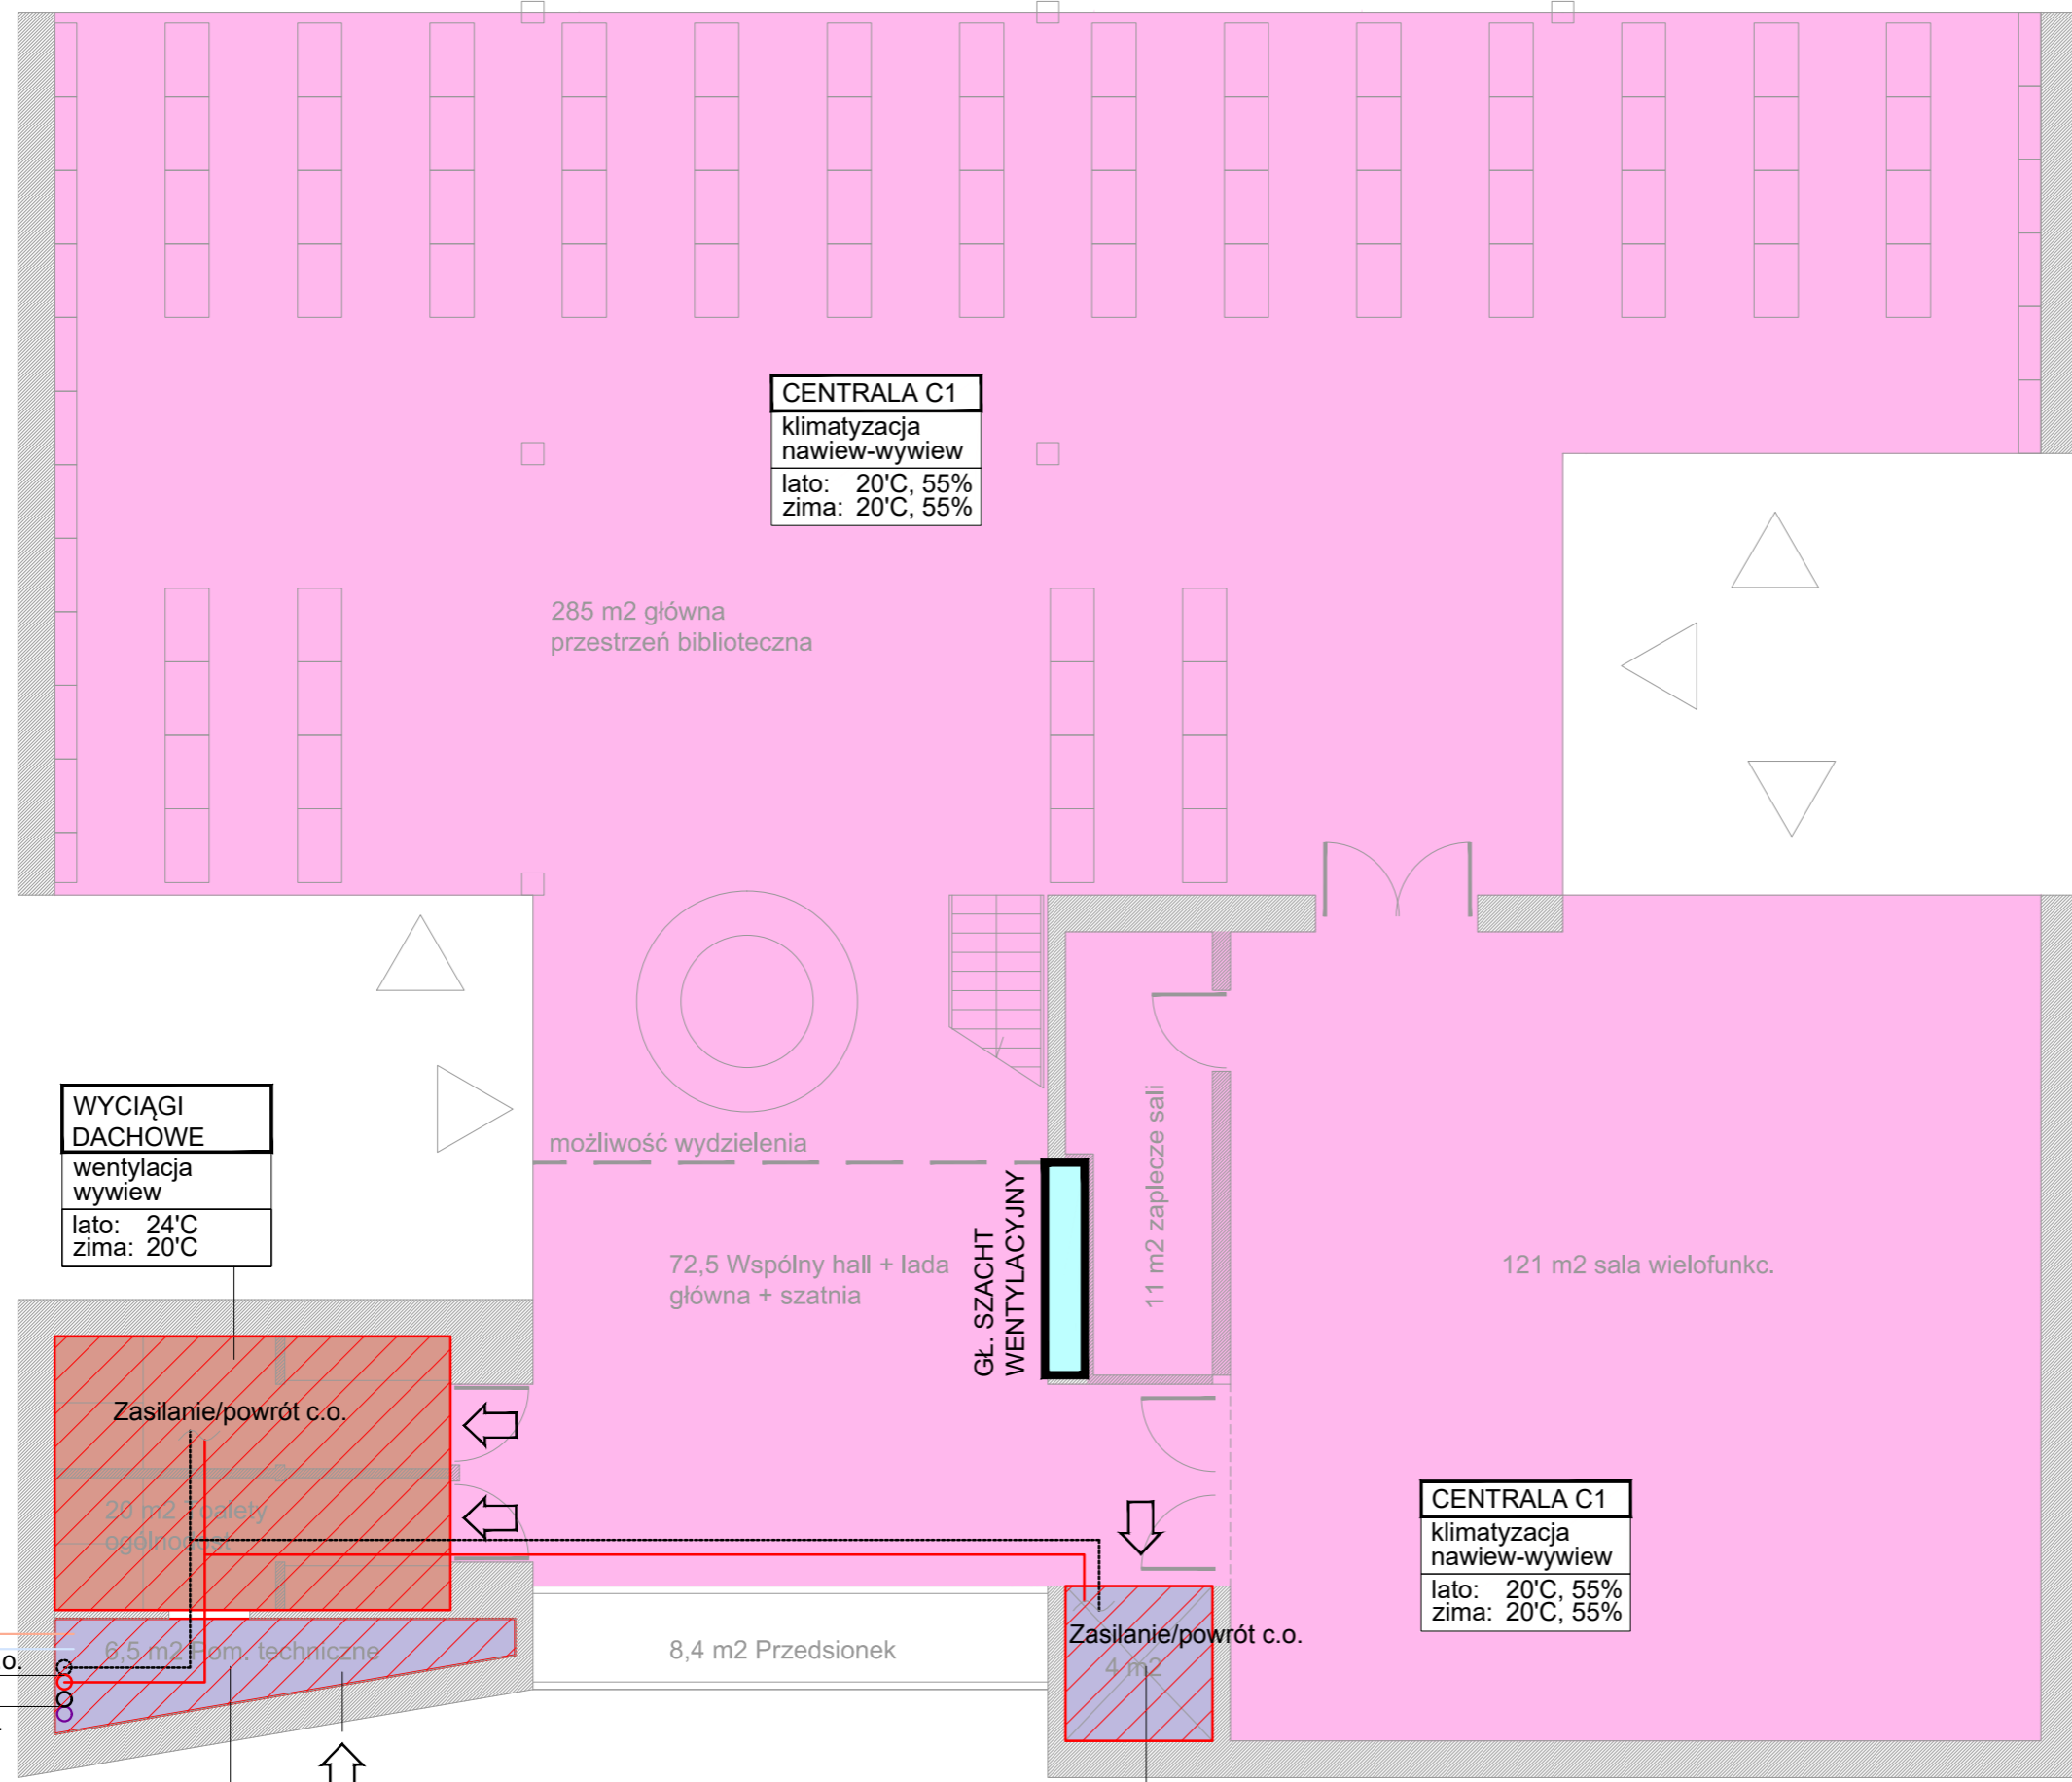 CENTRALA C1
klimatyzacja
nawiew-wywiew
lato: 20'C, 55%
zima: 20'C, 55%
285 m2 główna
przestrzeń biblioteczna
WYCIĄGI
DACHOWE
wentylacja
wywiew
lato: 24'C
zima: 20'C
możliwość wydzielenia
GŁ. SZACHT
WENTYLACYJNY
11 m2 zaplecze sali
72,5 Wspólny hall + lada
główna + szatnia
121 m2 sala wielofunkc.
Zasilanie/powrót c.o.
20 m2 Toalety
ogólnodost
CENTRALA C1
klimatyzacja
nawiew-wywiew
lato: 20'C, 55%
zima: 20'C, 55%
6,5 m2 Pom. techniczne
8,4 m2 Przedsionek
Zasilanie/powrót c.o.
4 m2
o.